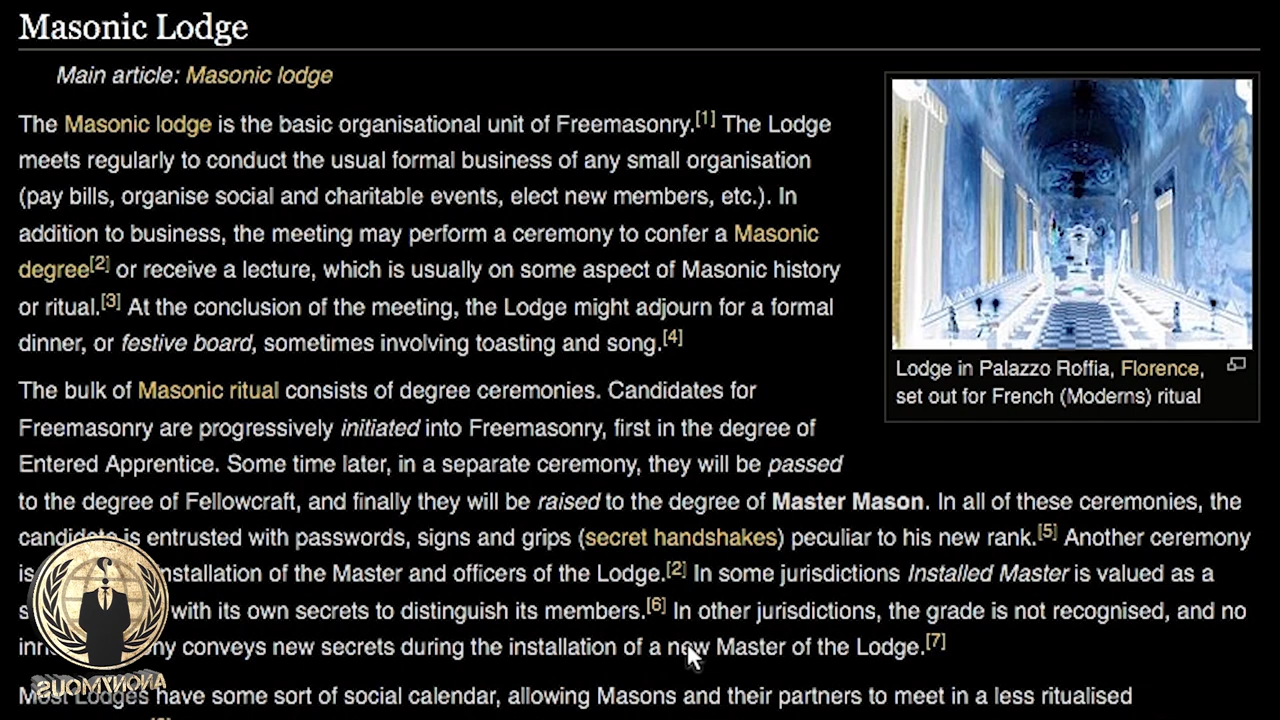 Masonic Lodge
Main article: Masonic lodge
The Masonic lodge is the basic organisational unit of Freemasonry.[1] The Lodge
meets regularly to conduct the usual formal business of any small organisation
(pay bills, organise social and charitable events, elect new members, etc.). In
addition to business, the meeting may perform a ceremony to confer a Masonic
degree[2] or receive a lecture, which is usually on some aspect of Masonic history
or ritual.[3] At the conclusion of the meeting, the Lodge might adjourn for a formal
dinner, or festive board, sometimes involving toasting and song.[4]
Lodge in Palazzo Roffia, Florence,
set out for French (Moderns) ritual
The bulk of Masonic ritual consists of degree ceremonies. Candidates for
Freemasonry are progressively initiated into Freemasonry, first in the degree of
Entered Apprentice. Some time later, in a separate ceremony, they will be passed
to the degree of Fellowcraft, and finally they will be raised to the degree of Master Mason. In all of these ceremonies, the
candidate is entrusted with passwords, signs and grips (secret handshakes) peculiar to his new rank.[5] Another ceremony
is installation of the Master and officers of the Lodge.[2] In some jurisdictions Installed Master is valued as a
with its own secrets to distinguish its members.[6] In other jurisdictions, the grade is not recognised, and no
conveys new secrets during the installation of a new Master of the Lodge.[7]
Most Lodges have some sort of social calendar, allowing Masons and their partners to meet in a less ritualised
ANONYMOUS